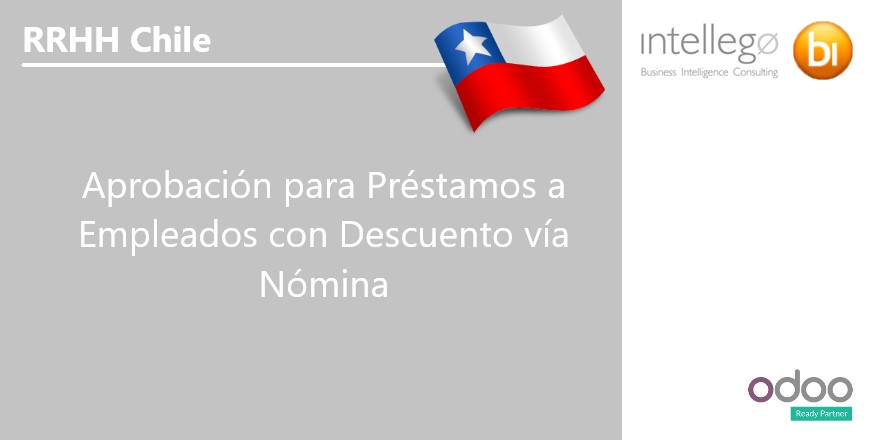 RRHH Chile
intellegø
bi
Business Intelligence Consulting
Aprobación para Préstamos a
Empleados con Descuento vía
Nómina
odoo
Ready Partner